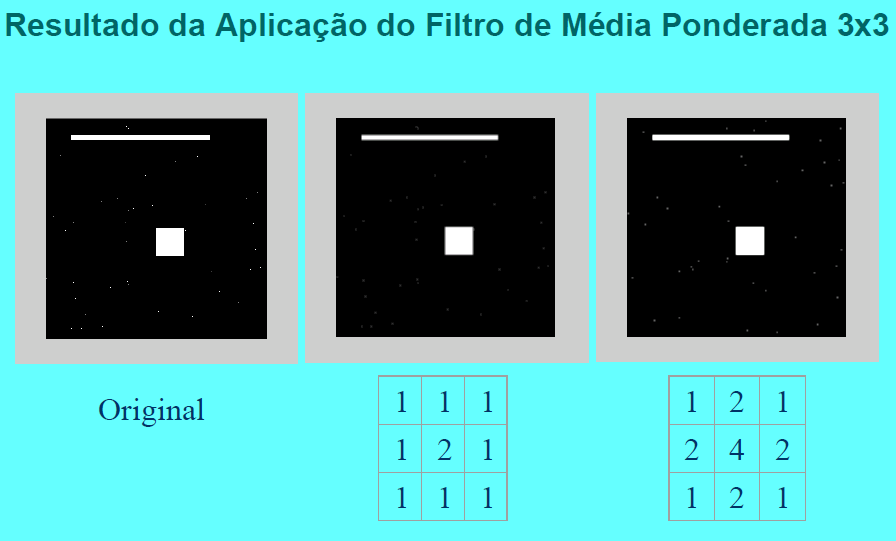 Resultado da Aplicação do Filtro de Média Ponderada 3x3
Original
1 1 1
1 2 1
1 1 1
1 2 1
2 4 2
1 2 1